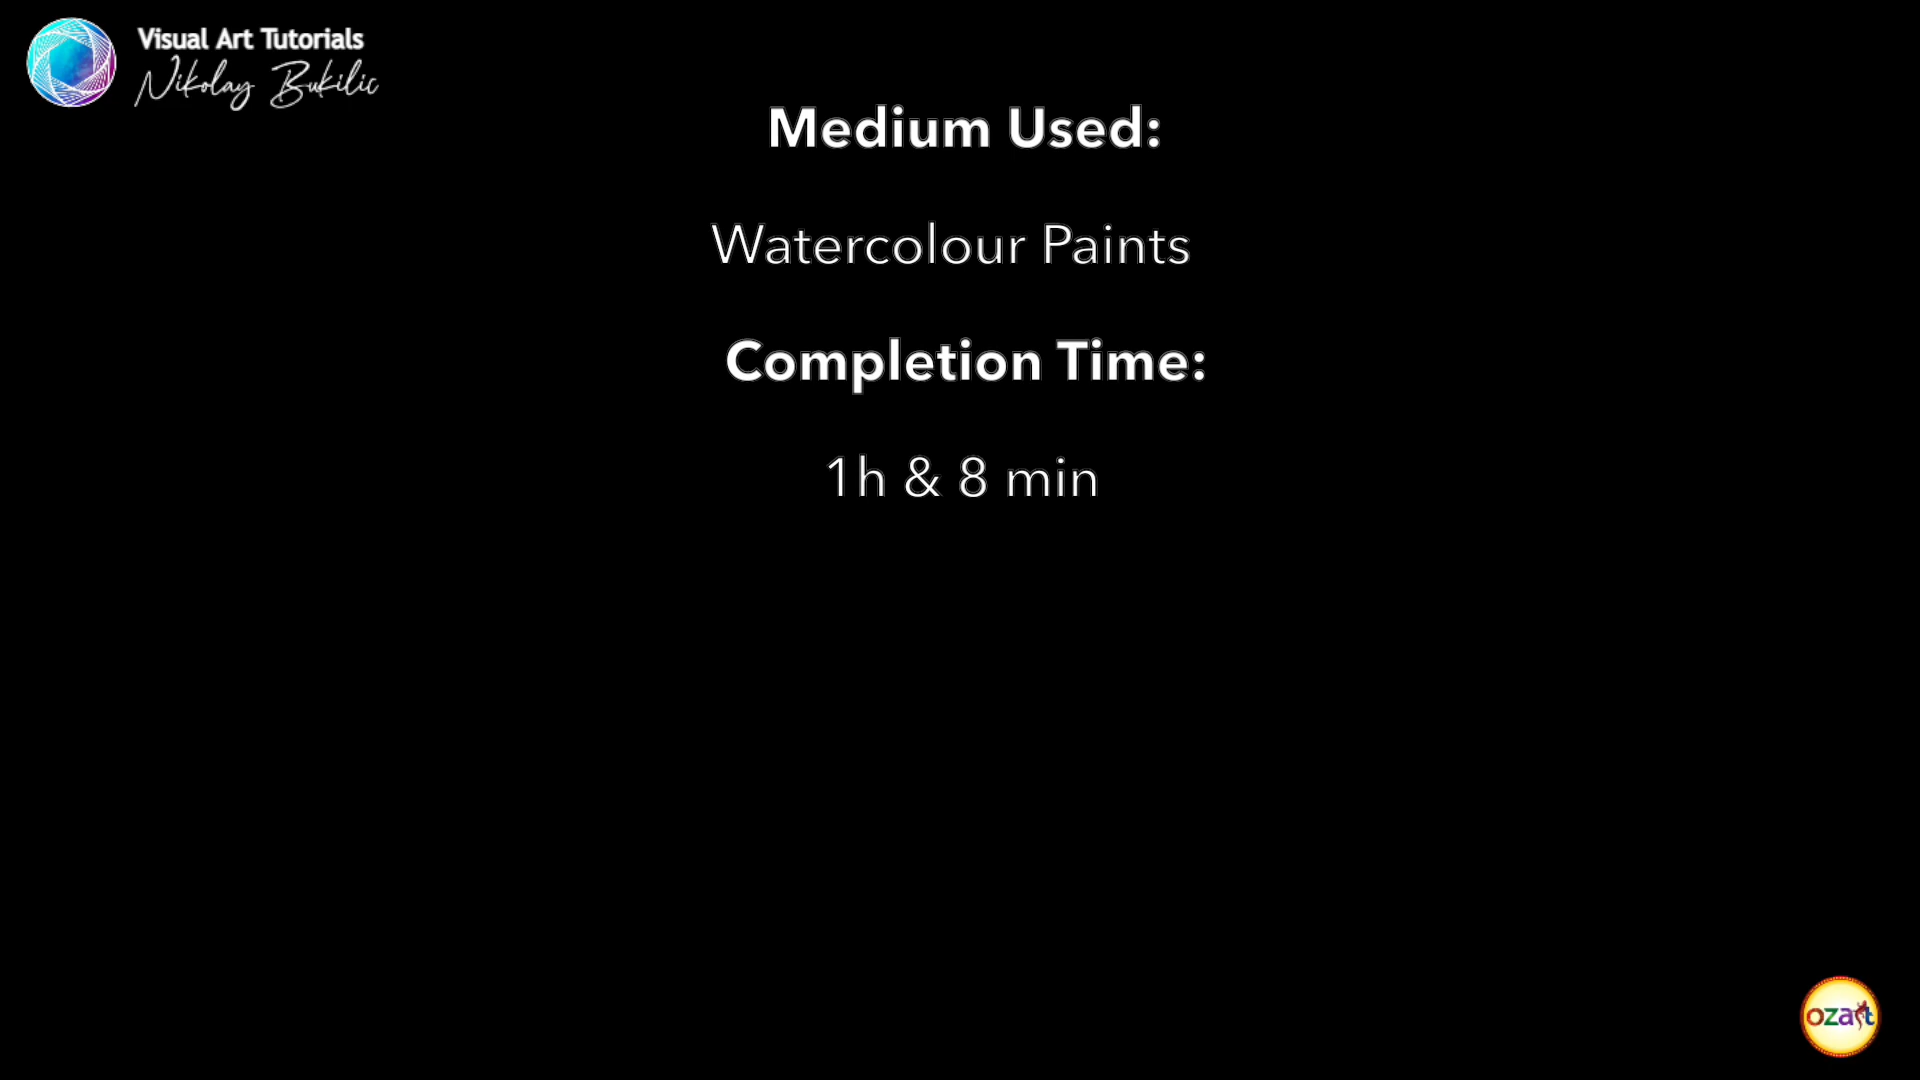 Visual Art Tutorials
Nikolay Bukilic
Medium Used:
Watercolour Paints
Completion Time:
1h & 8 min
ozart